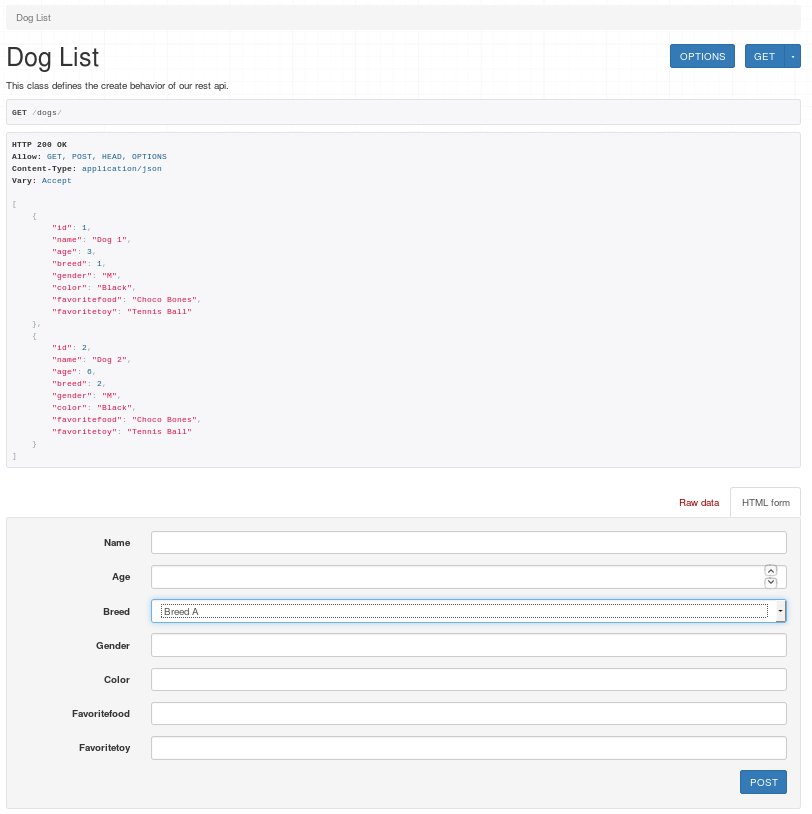 Dog List
Dog List
OPTIONS
GET
This class defines the create behavior of our rest api.
GET /dogs/
HTTP 200 OK
Allow: GET, POST, HEAD, OPTIONS
Content-Type: application/json
Vary: Accept
[
    {
        "id": 1,
        "name": "Dog 1",
        "age": 3,
        "breed": 1,
        "gender": "M",
        "color": "Black",
        "favoritefood": "Choco Bones",
        "favoritetoy": "Tennis Ball"
    },
    {
        "id": 2,
        "name": "Dog 2",
        "age": 6,
        "breed": 2,
        "gender": "M",
        "color": "Black",
        "favoritefood": "Choco Bones",
        "favoritetoy": "Tennis Ball"
    }
]
Raw data
HTML form
Name
Age
Breed
Breed A
Gender
Color
Favoritefood
Favoritetoy
POST